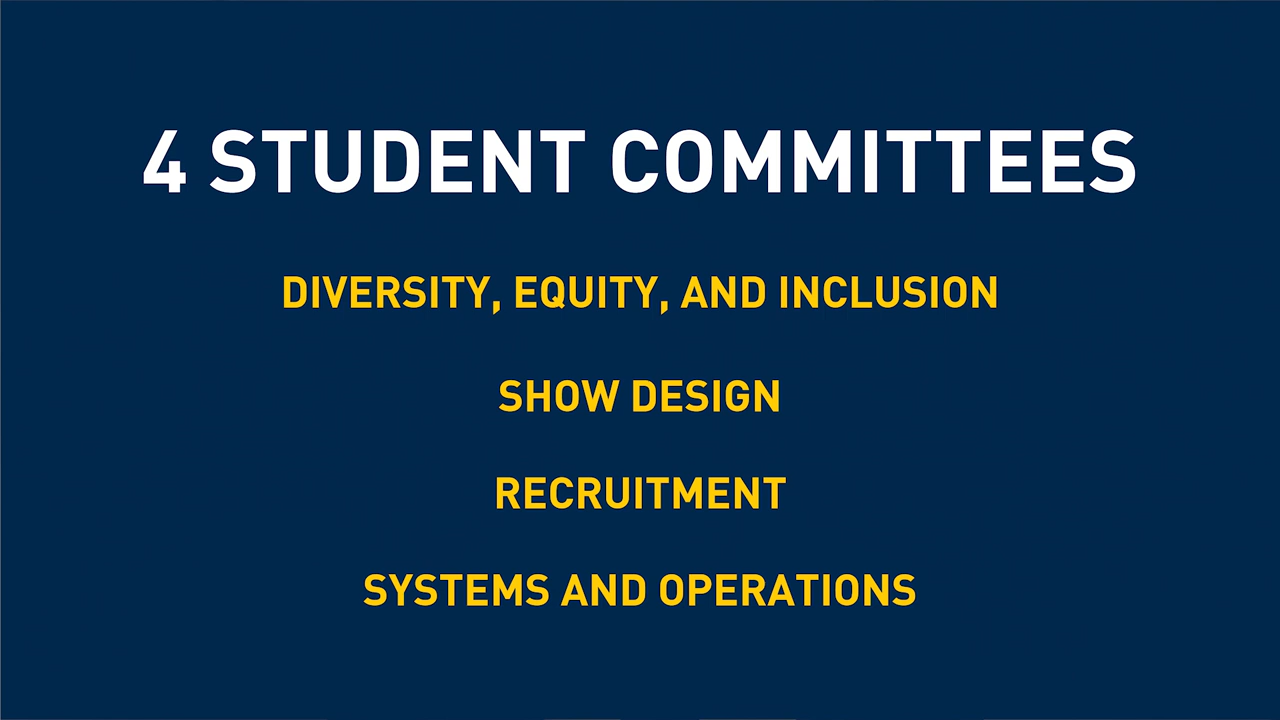 4 STUDENT COMMITTEES
DIVERSITY, EQUITY, AND INCLUSION
SHOW DESIGN
RECRUITMENT
SYSTEMS AND OPERATIONS